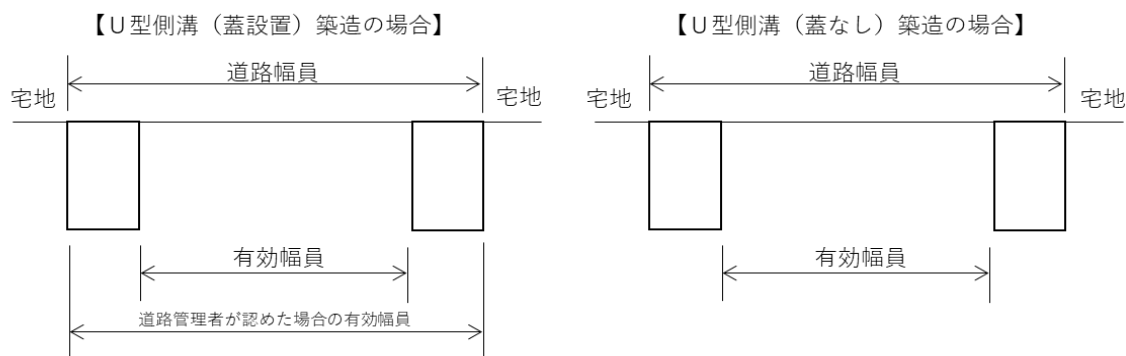 【U型側溝（蓋設置）築造の場合】
道路幅員
宅地
宅地
有効幅員
道路管理者が認めた場合の有効幅員
【U型側溝（蓋なし）築造の場合】
道路幅員
宅地
宅地
有効幅員